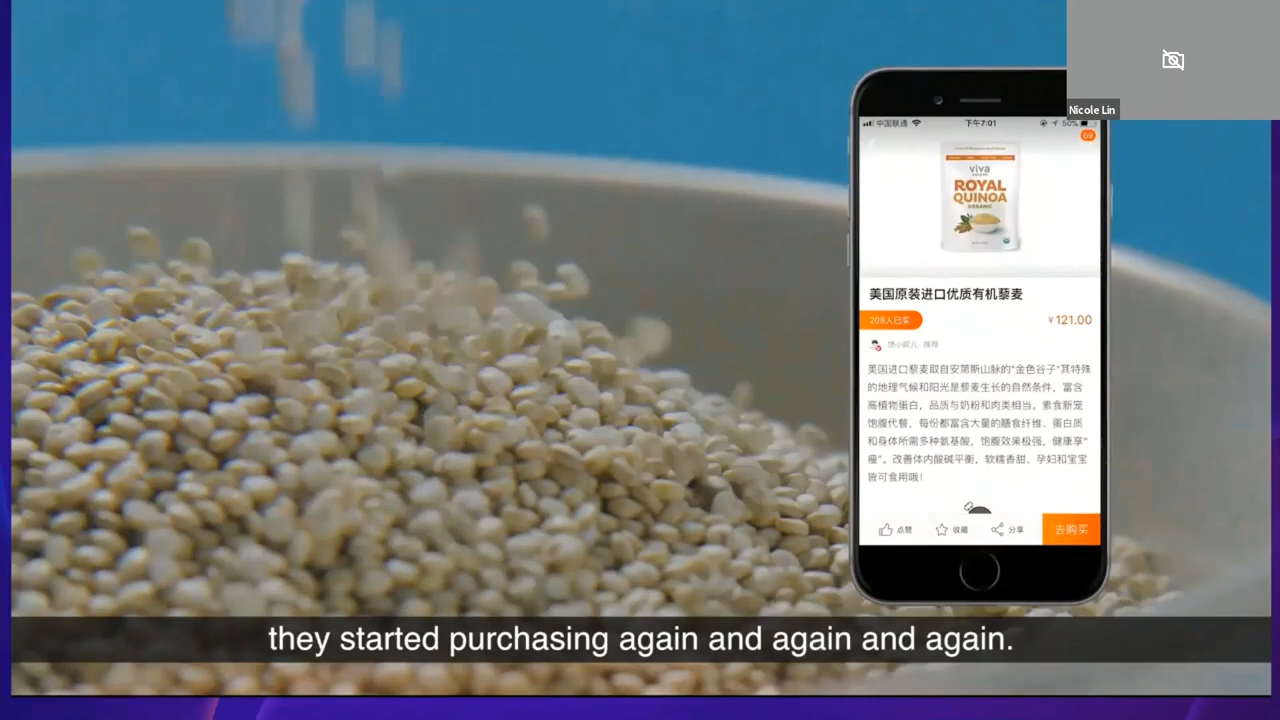 Nicole Lin
中国联通
下午7:01
50%
69
viva
ROYAL
QUINOA
ORGANIC
美国原装进口优质有机藜麦
208人已买
¥121.00
推荐
美国进口藜麦取自安第斯山脉的“金色谷子”其特殊
的地理气候和阳光是藜麦生长的自然条件，富含
高植物蛋白，品质与奶粉和肉类相当。素食新宠
饱腹代餐，每份都富含大量的膳食纤维、蛋白质
和身体所需多种氨基酸，饱腹效果极强，健康享“
瘦”。改善体内酸碱平衡，软糯香甜、孕妇和宝宝
皆可食用哦！
点赞
收藏
分享
去购买
they started purchasing again and again and again.